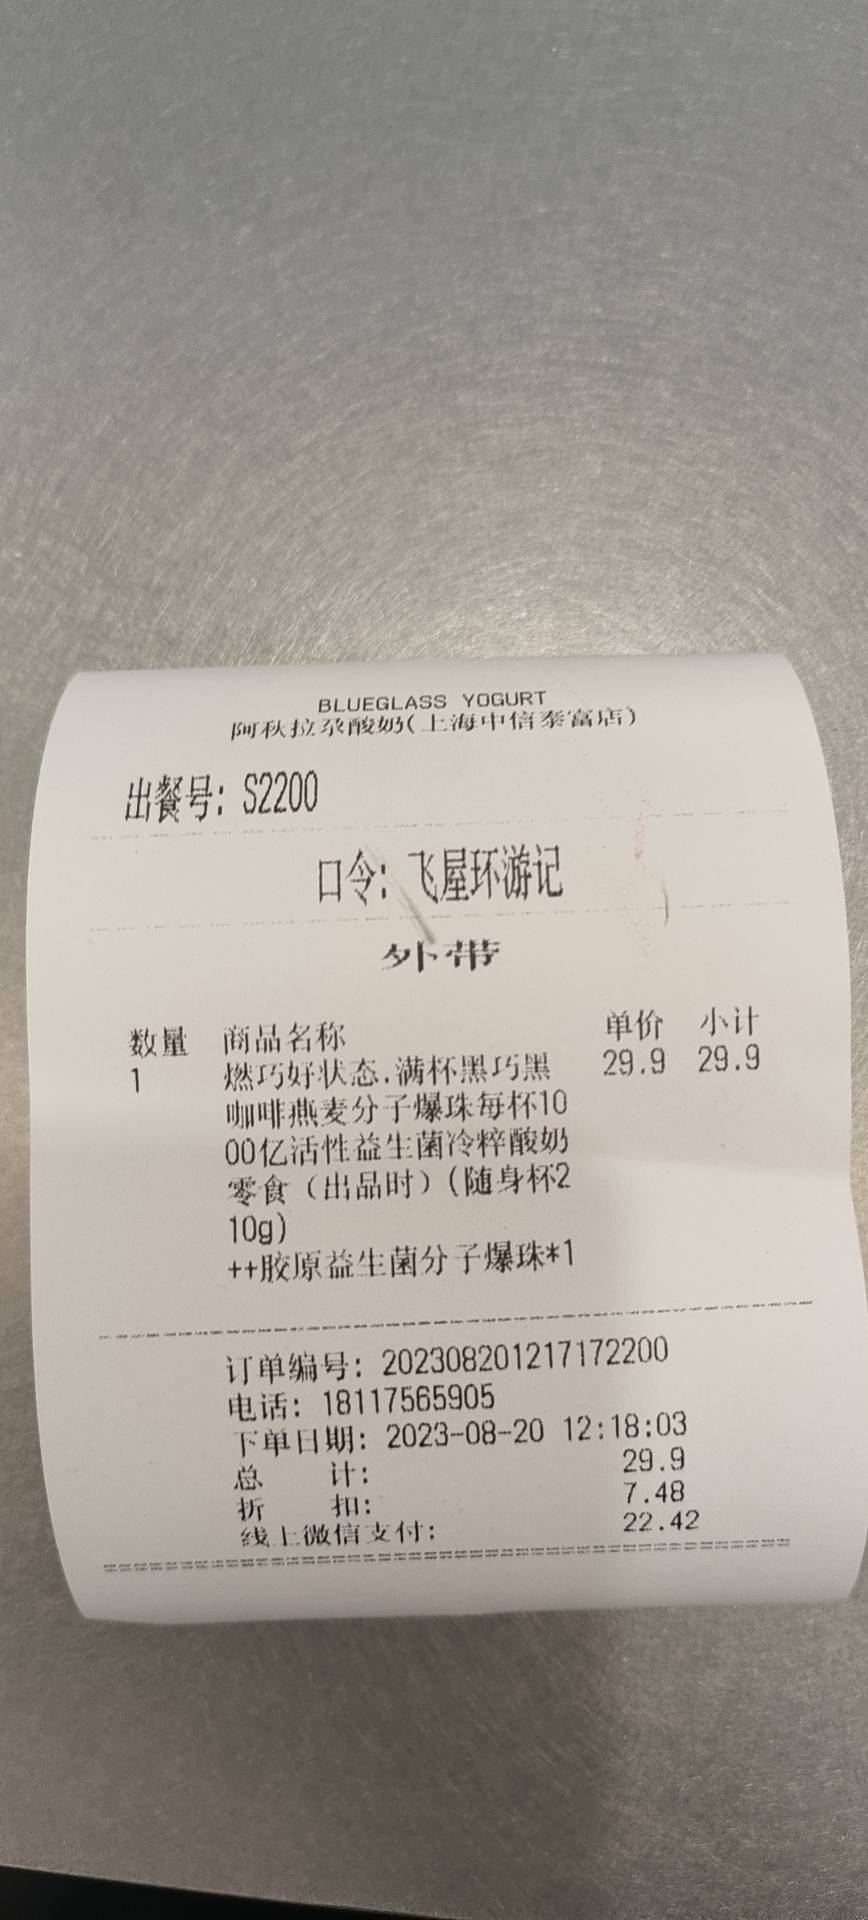 BLUEGLASS YOGURT
阿秋拉尕酸奶(上海中信泰富店)
出餐号: S2200
口令: 飞屋环游记
外带
数量 商品名称 单价 小计
1 燃巧好状态.满杯黑巧黑 29.9 29.9
咖啡燕麦分子爆珠每杯10
00亿活性益生菌冷粹酸奶
零食（出品时）(随身杯2
10g)
++胶原益生菌分子爆珠*1
订单编号: 202308201217172200
电话: 18117565905
下单日期: 2023-08-20 12:18:03
总 计: 29.9
折 扣: 7.48
线上微信支付: 22.42